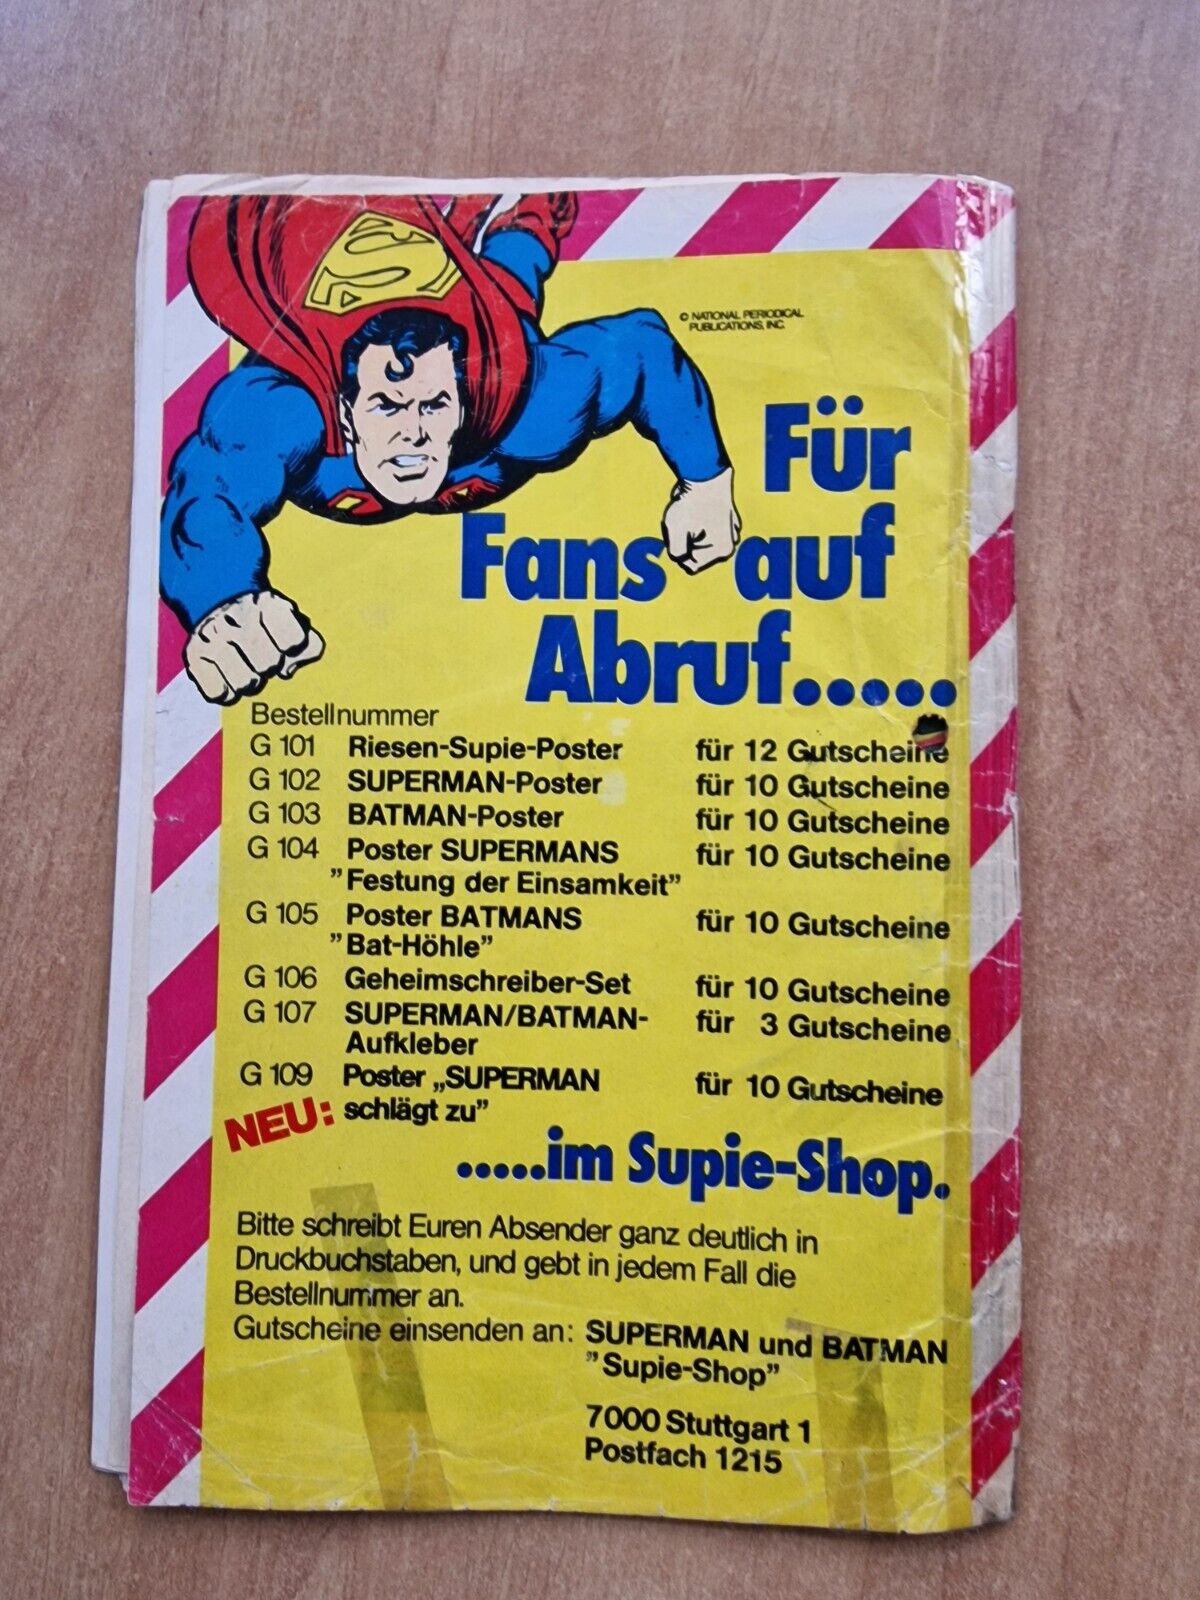 © NATIONAL PERIODICAL
PUBLICATIONS, INC.
Für
Fans auf
Abruf.....
Bestellnummer
G 101 Riesen-Supie-Poster für 12 Gutscheine
G 102 SUPERMAN-Poster für 10 Gutscheine
G 103 BATMAN-Poster für 10 Gutscheine
G 104 Poster SUPERMANS für 10 Gutscheine
”Festung der Einsamkeit”
G 105 Poster BATMANS für 10 Gutscheine
”Bat-Höhle”
G 106 Geheimschreiber-Set für 10 Gutscheine
G 107 SUPERMAN/BATMAN- für 3 Gutscheine
Aufkleber
G 109 Poster „SUPERMAN für 10 Gutscheine
NEU: schlägt zu”
.....im Supie-Shop.
Bitte schreibt Euren Absender ganz deutlich in
Druckbuchstaben, und gebt in jedem Fall die
Bestellnummer an.
Gutscheine einsenden an: SUPERMAN und BATMAN
”Supie-Shop”
7000 Stuttgart 1
Postfach 1215